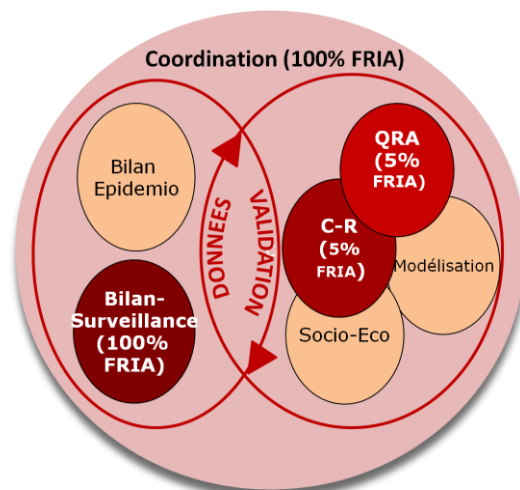 Coordination (100% FRIA)
Bilan
Epidemio
Bilan-
Surveillance
(100%
FRIA)
DONNEES
VALIDATION
QRA
(5%
FRIA)
C-R
(5%
FRIA)
Modélisation
Socio-Eco